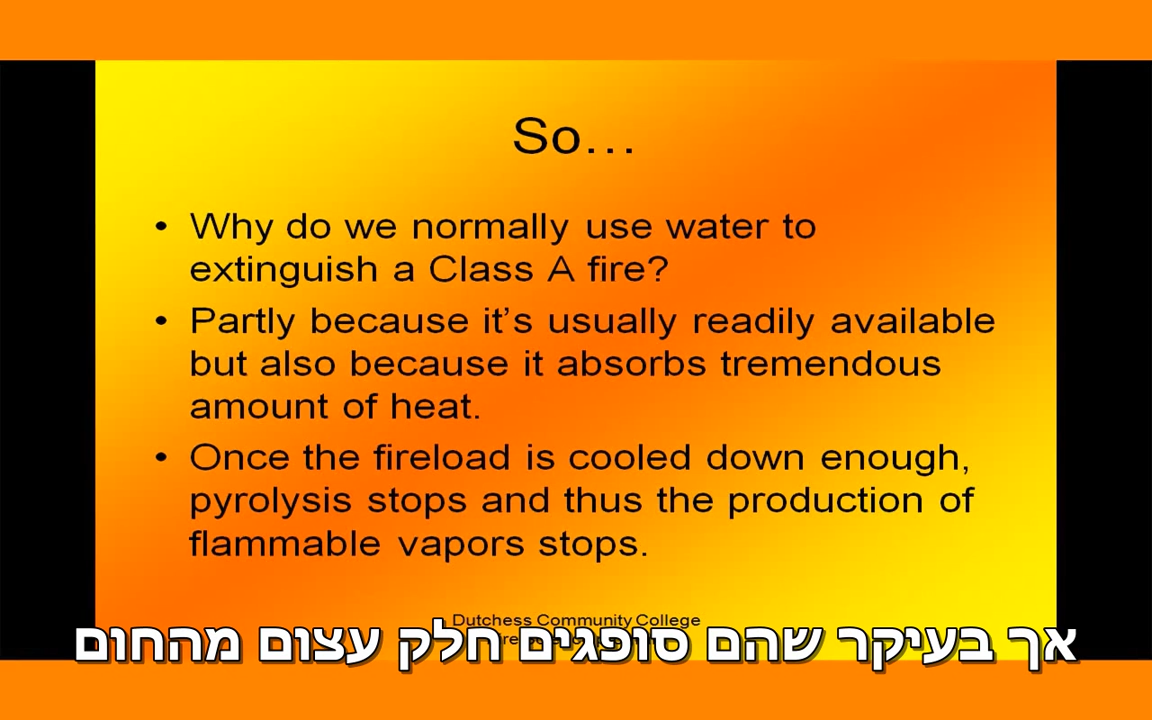 So…
• Why do we normally use water to
extinguish a Class A fire?
• Partly because it’s usually readily available
but also because it absorbs tremendous
amount of heat.
• Once the fireload is cooled down enough,
pyrolysis stops and thus the production of
flammable vapors stops.
Dutchess Community College
אך בעיקר שהם סופגים חלק עצום מהחום